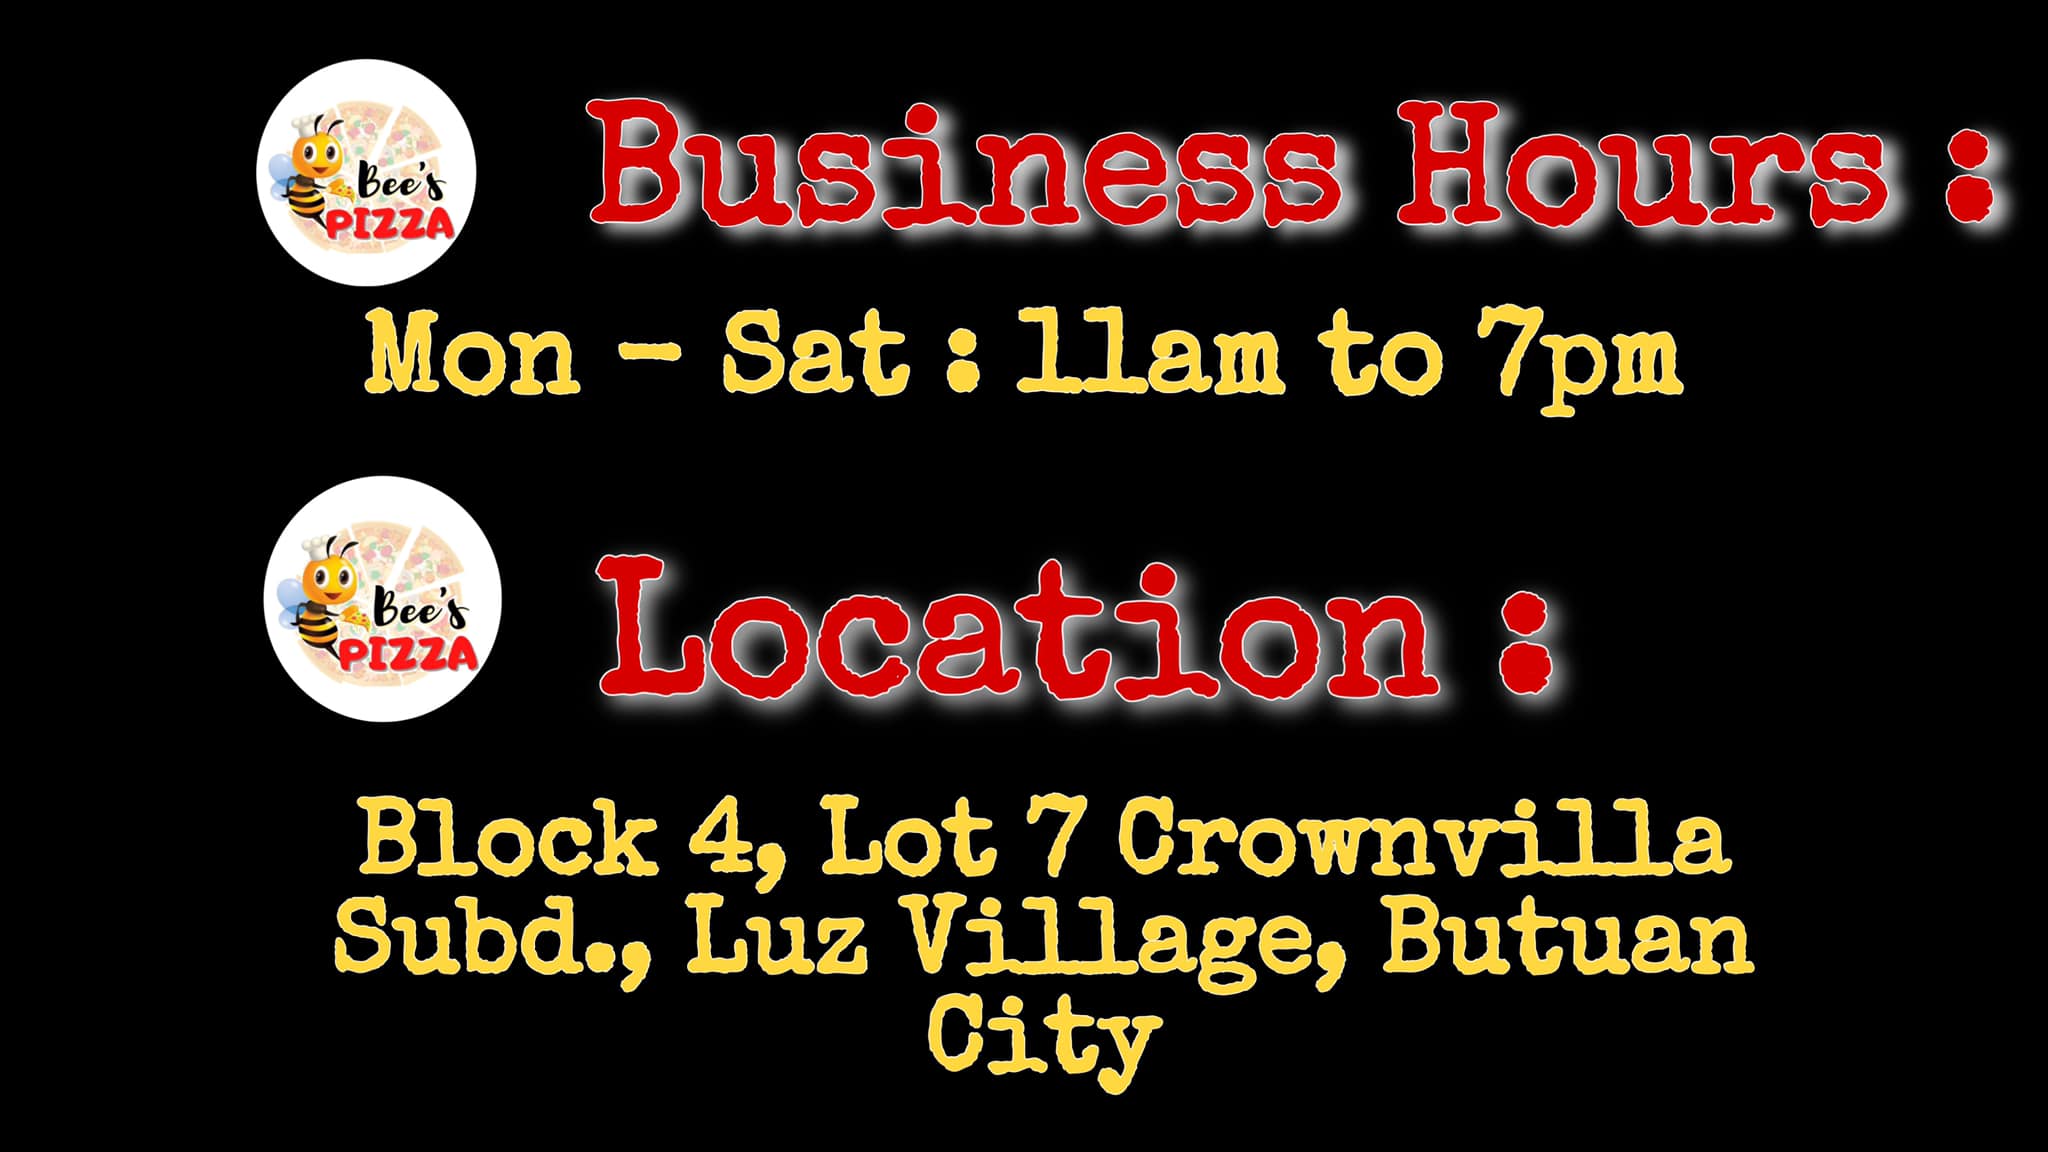 Bee's
PIZZA
Business Hours :
Mon - Sat : 11am to 7pm
Bee's
PIZZA
Location :
Block 4, Lot 7 Crownvilla
Subd., Luz Village, Butuan
City